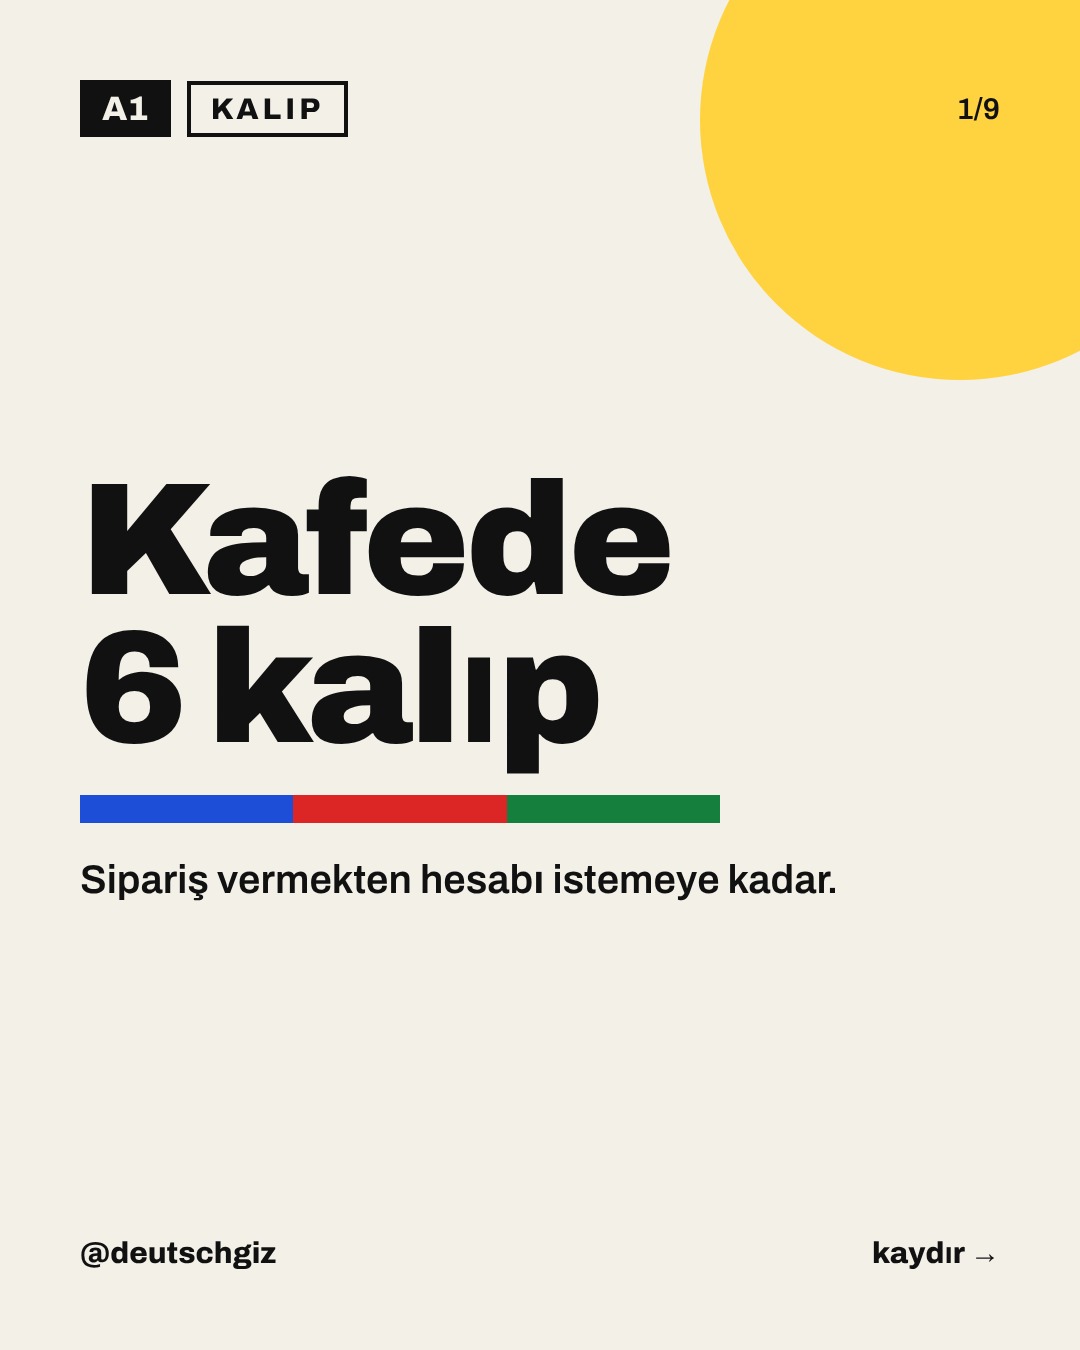 A1 KALIP 1/9
Kafede
6 kalıp
Sipariş vermekten hesabı istemeye kadar.
@deutschgiz kaydır →